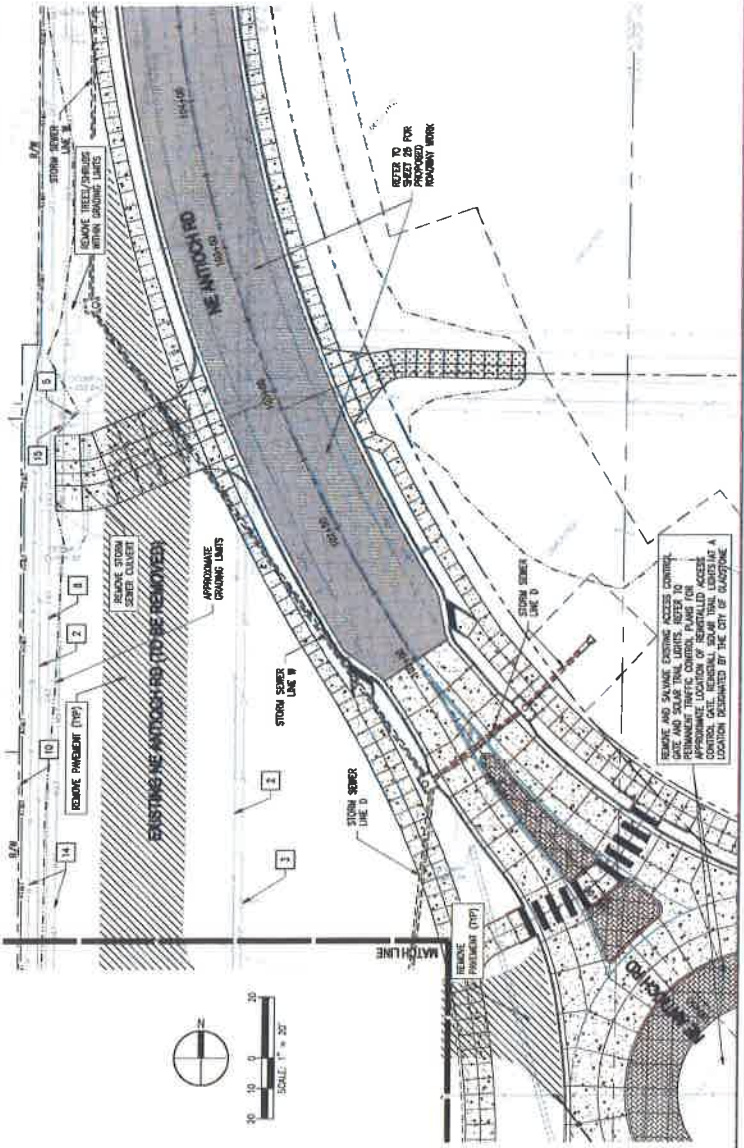 R/W
STORM SEWER
LINE W
REMOVE TREES/SHRUBS
WITHIN GRADING LIMITS
5
15
REMOVE STORM
SEWER CULVERT
8
2
10
REMOVE PAVEMENT (TYP)
R/W
14
EXISTING NE ANTIOCH RD (TO BE REMOVED)
APPROXIMATE
GRADING LIMITS
STORM SEWER
LINE W
2
3
STORM SEWER
LINE D
NE ANTIOCH RD
REFER TO
SHEET 26 FOR
PROPOSED
ROADWAY WORK
STORM SEWER
LINE D
MATCH LINE
REMOVE
PAVEMENT (TYP)
NE ANTIOCH RD
REMOVE AND SALVAGE EXISTING ACCESS CONTROL
GATE AND SOLAR TRAIL LIGHTS. REFER TO
PERMANENT TRAFFIC CONTROL PLANS FOR
APPROXIMATE LOCATION OF REINSTALLED ACCESS
CONTROL GATE. REINSTALL SOLAR TRAIL LIGHTS AT A
LOCATION DESIGNATED BY THE CITY OF GLADSTONE
N
20 10 0 20
SCALE: 1" = 20'